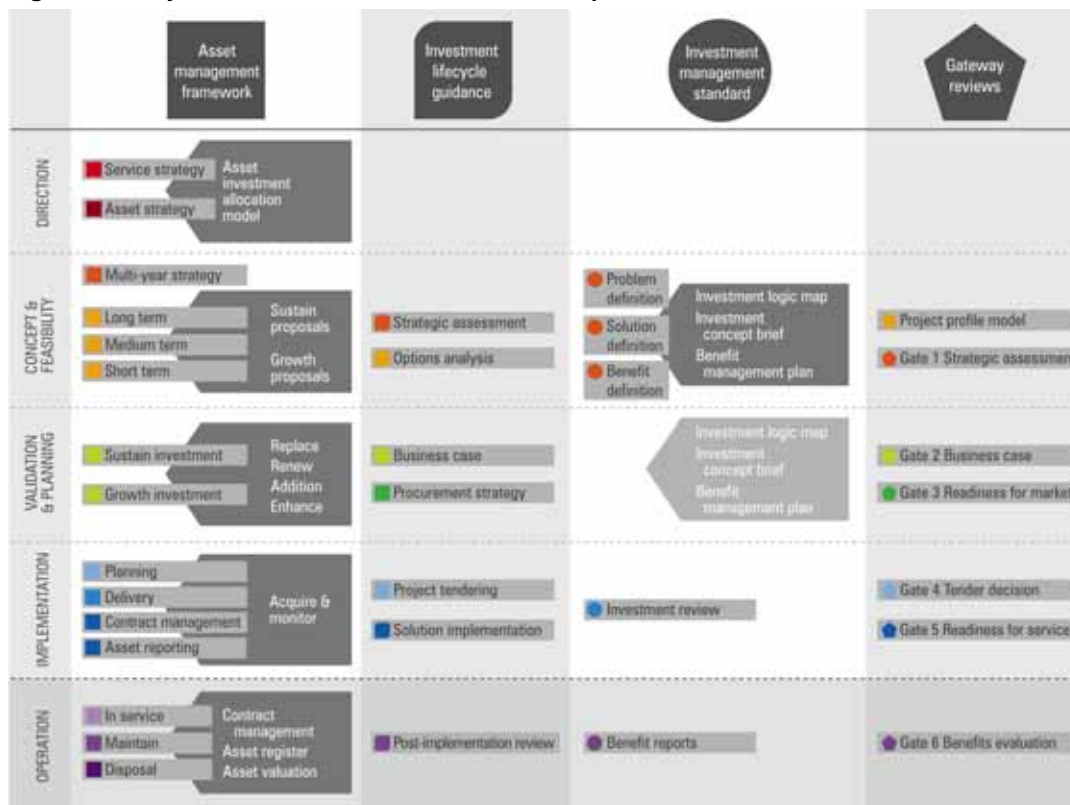 Asset
management
framework
Investment
lifecycle
guidance
Investment
management
standard
Gateway
reviews
DIRECTION
Service strategy
Asset strategy
Asset
investment
allocation
model
CONCEPT &
FEASIBILITY
Multi-year strategy
Long term
Medium term
Short term
Sustain
proposals
Growth
proposals
Strategic assessment
Options analysis
Problem
definition
Solution
definition
Benefit
definition
Investment logic map
Investment
concept brief
Benefit
management plan
Project profile model
Gate 1 Strategic assessment
VALIDATION
& PLANNING
Sustain investment
Growth investment
Replace
Renew
Addition
Enhance
Business case
Procurement strategy
Investment logic map
Investment
concept brief
Benefit
management plan
Gate 2 Business case
Gate 3 Readiness for market
IMPLEMENTATION
Planning
Delivery
Contract management
Asset reporting
Acquire &
monitor
Project tendering
Solution implementation
Investment review
Gate 4 Tender decision
Gate 5 Readiness for service
OPERATION
In service
Maintain
Disposal
Contract
management
Asset register
Asset valuation
Post-implementation review
Benefit reports
Gate 6 Benefits evaluation